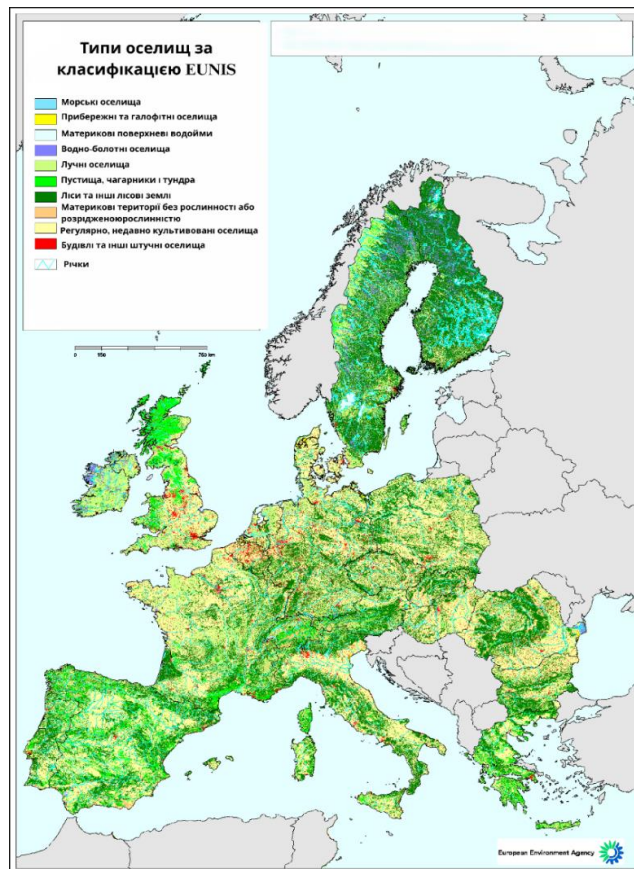 Типи оселищ за
класифікацією EUNIS
Морські оселища
Прибережні та галофітні оселища
Материкові поверхневі водойми
Водно-болотні оселища
Лучні оселища
Пустища, чагарники і тундра
Ліси та інші лісові землі
Материкові території без рослинності або
розрідженоюрослинністю
Регулярно, недавно культивовані оселища
Будівлі та інші штучні оселища
Річки
0
750 km
European Environment Agency